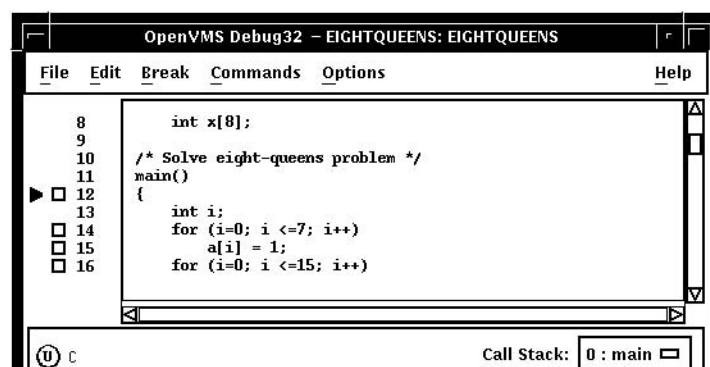 OpenVMS Debug32 – EIGHTQUEENS: EIGHTQUEENS
File Edit Break Commands Options Help
8 int x[8];
9
10 /* Solve eight-queens problem */
11 main()
12 {
13 int i;
14 for (i=0; i <=7; i++)
15 a[i] = 1;
16 for (i=0; i <=15; i++)
U C Call Stack: 0 : main